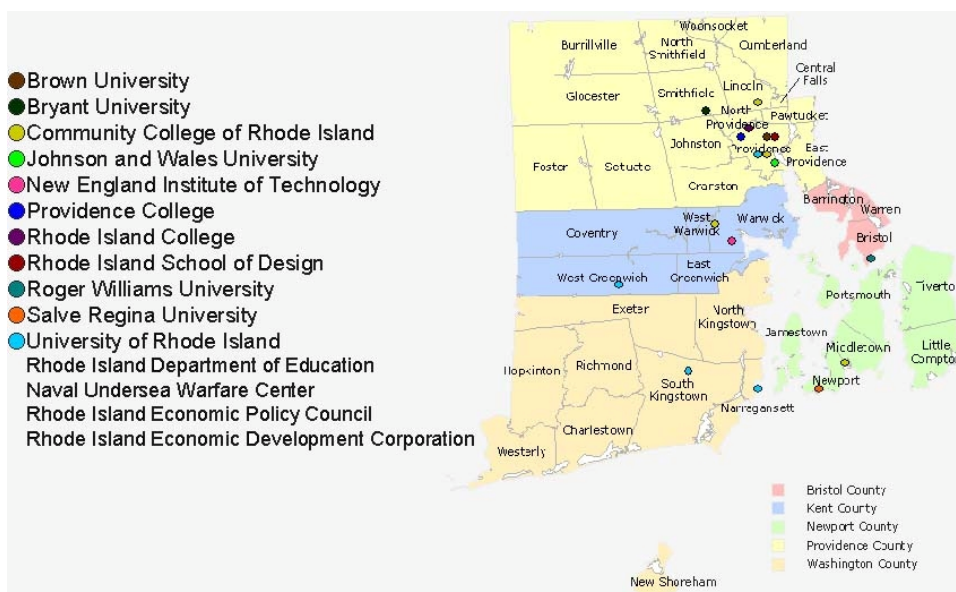 Brown University
Bryant University
Community College of Rhode Island
Johnson and Wales University
New England Institute of Technology
Providence College
Rhode Island College
Rhode Island School of Design
Roger Williams University
Salve Regina University
University of Rhode Island
Rhode Island Department of Education
Naval Undersea Warfare Center
Rhode Island Economic Policy Council
Rhode Island Economic Development Corporation
Woonsocket
Burrillville
North
Smithfield
Cumberland
Central
Falls
Glocester
Smithfield
Lincoln
North
Providence
Pawtucket
Foster
Scituate
Johnston
Providence
East
Providence
Cranston
Barrington
Warren
Bristol
Coventry
West
Warwick
Warwick
West Greenwich
East
Greenwich
Exeter
North
Kingstown
Portsmouth
Tiverto
Jamestown
Middletown
Little
Compto
Hopkinton
Richmond
South
Kingstown
Newport
Narragansett
Charlestown
Westerly
Bristol County
Kent County
Newport County
Providence County
Washington County
New Shoreham